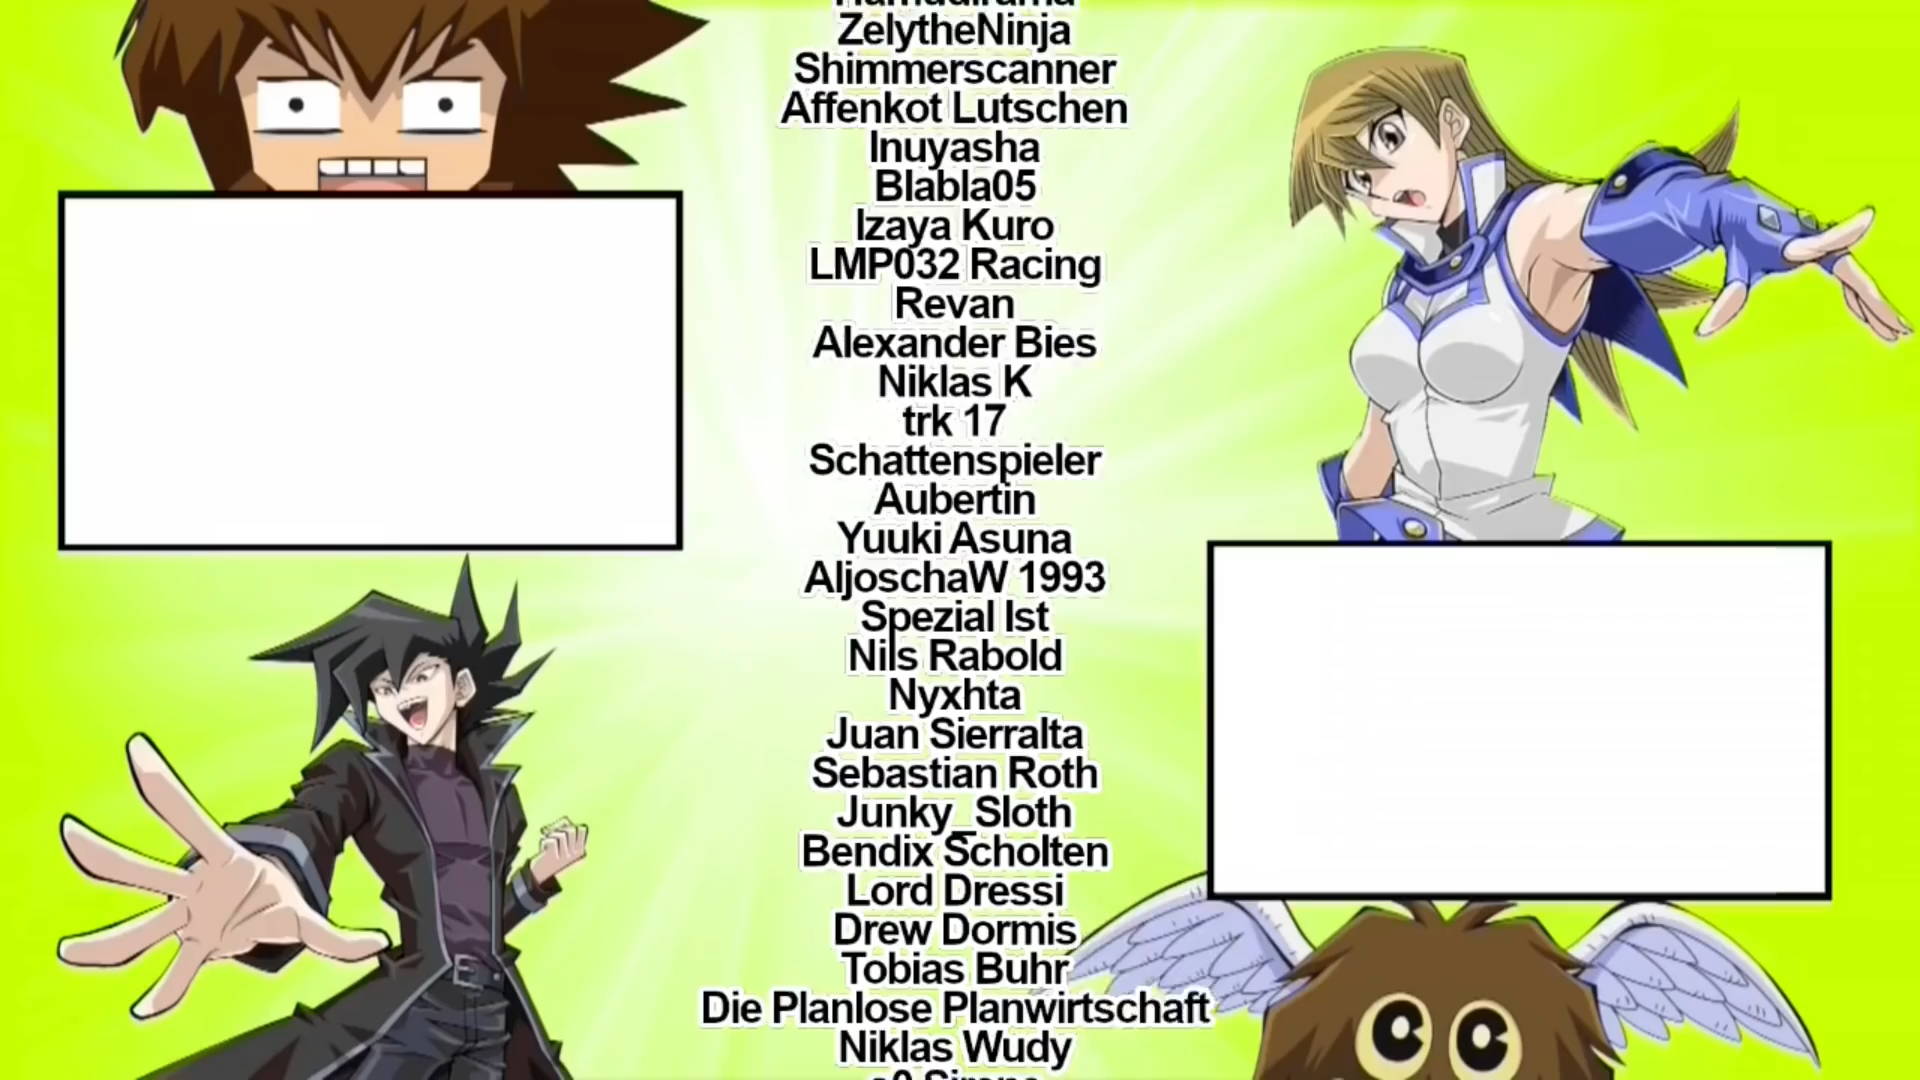 ZelytheNinja
Shimmerscanner
Affenkot Lutschen
Inuyasha
Blabla05
Izaya Kuro
LMP032 Racing
Revan
Alexander Bies
Niklas K
trk 17
Schattenspieler
Aubertin
Yuuki Asuna
AljoschaW 1993
Spezial Ist
Nils Rabold
Nyxhta
Juan Sierralta
Sebastian Roth
Junky_Sloth
Bendix Scholten
Lord Dressi
Drew Dormis
Tobias Buhr
Die Planlose Planwirtschaft
Niklas Wudy